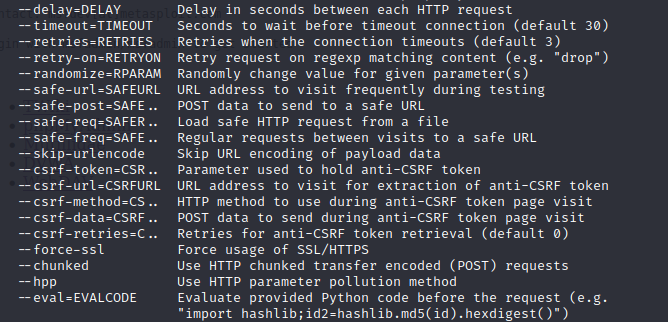 --delay=DELAY Delay in seconds between each HTTP request
--timeout=TIMEOUT Seconds to wait before timeout connection (default 30)
--retries=RETRIES Retries when the connection timeouts (default 3)
--retry-on=RETRYON Retry request on regexp matching content (e.g. "drop")
--randomize=RPARAM Randomly change value for given parameter(s)
--safe-url=SAFEURL URL address to visit frequently during testing
--safe-post=SAFE.. POST data to send to a safe URL
--safe-req=SAFER.. Load safe HTTP request from a file
--safe-freq=SAFE.. Regular requests between visits to a safe URL
--skip-urlencode Skip URL encoding of payload data
--csrf-token=CSR.. Parameter used to hold anti-CSRF token
--csrf-url=CSRFURL URL address to visit for extraction of anti-CSRF token
--csrf-method=CS.. HTTP method to use during anti-CSRF token page visit
--csrf-data=CSRF.. POST data to send during anti-CSRF token page visit
--csrf-retries=C.. Retries for anti-CSRF token retrieval (default 0)
--force-ssl Force usage of SSL/HTTPS
--chunked Use HTTP chunked transfer encoded (POST) requests
--hpp Use HTTP parameter pollution method
--eval=EVALCODE Evaluate provided Python code before the request (e.g.
"import hashlib;id2=hashlib.md5(id).hexdigest()")